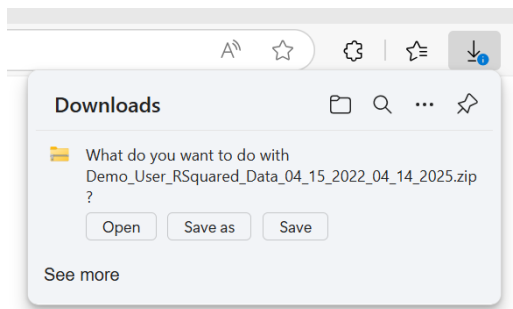 Downloads
What do you want to do with
Demo_User_RSquared_Data_04_15_2022_04_14_2025.zip
?
Open Save as Save
See more